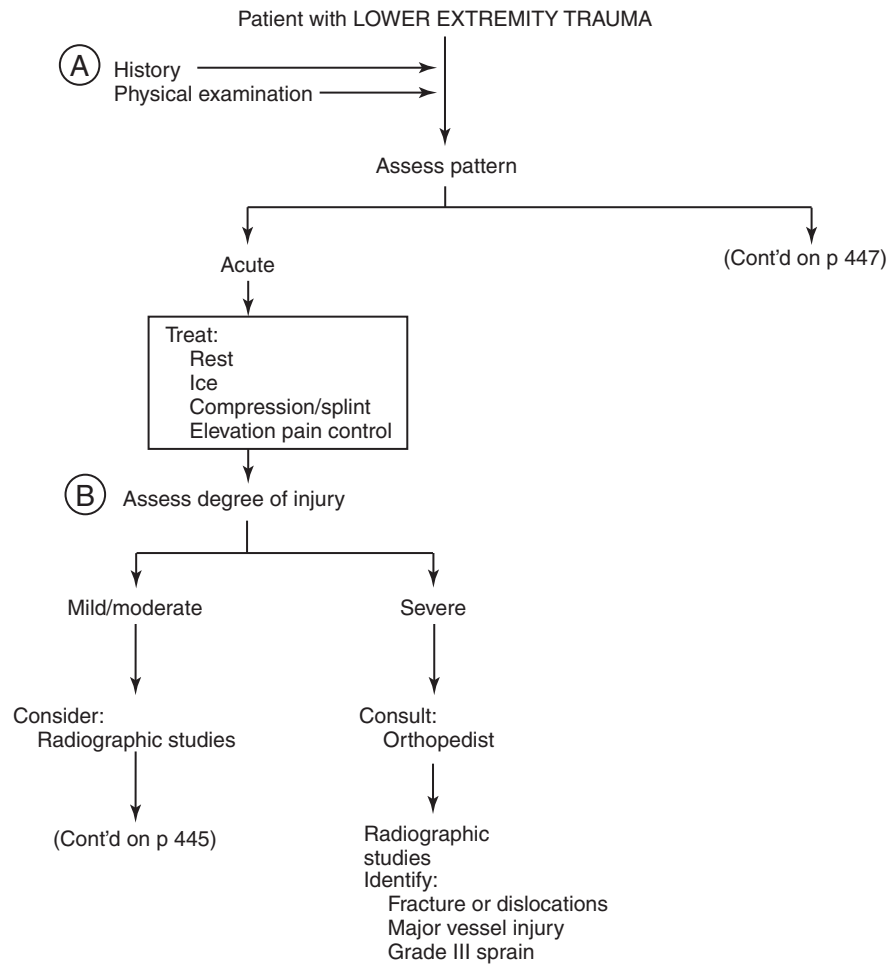 Patient with LOWER EXTREMITY TRAUMA
A
History
Physical examination
Assess pattern
Acute
(Cont'd on p 447)
Treat:
Rest
Ice
Compression/splint
Elevation pain control
B
Assess degree of injury
Mild/moderate
Severe
Consider:
Radiographic studies
Consult:
Orthopedist
(Cont'd on p 445)
Radiographic
studies
Identify:
Fracture or dislocations
Major vessel injury
Grade III sprain